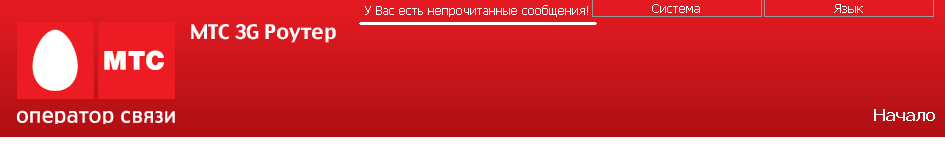 У Вас есть непрочитанные сообщения!
Система
Язык
МТС 3G Роутер
МТС
оператор связи
Начало